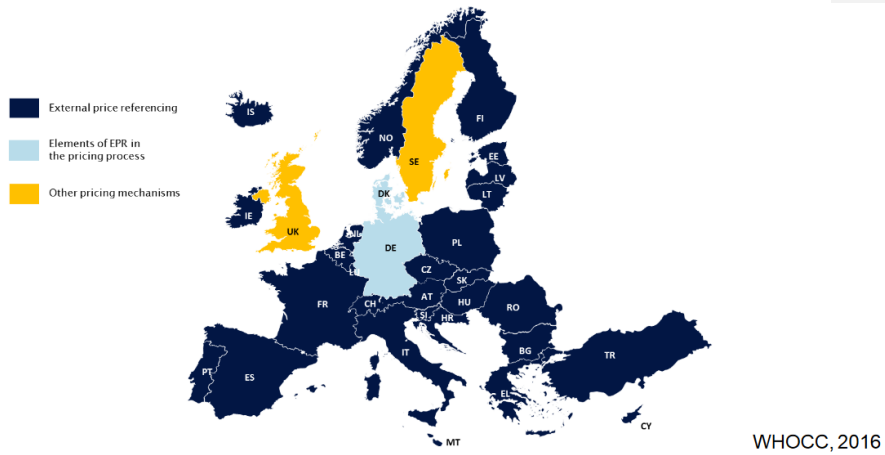 External price referencing
Elements of EPR in
the pricing process
Other pricing mechanisms
IS
NO
FI
SE
EE
LV
LT
DK
IE
UK
NL
BE
DE
PL
LU
CZ
SK
FR
CH
AT
HU
RO
SI
HR
IT
BG
PT
ES
TR
EL
CY
MT
WHOCC, 2016